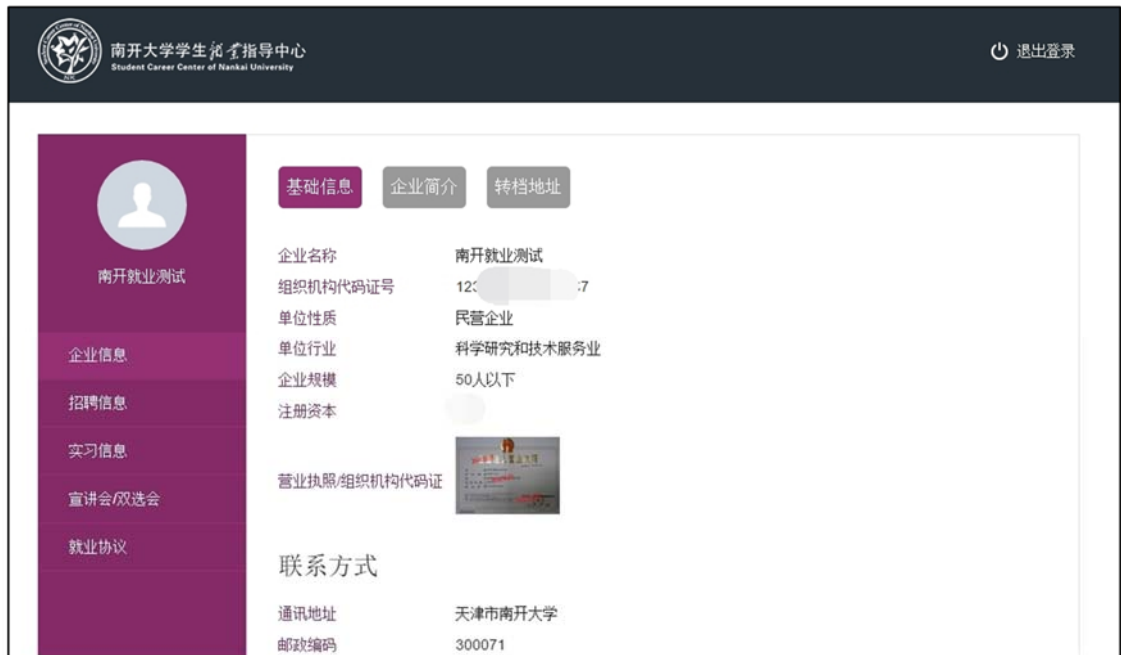 南开大学学生就业指导中心
Student Career Center of Nankai University
退出登录
南开就业测试
企业信息
招聘信息
实习信息
宣讲会/双选会
就业协议
基础信息 企业简介 转档地址
企业名称 南开就业测试
组织机构代码证号 123 37
单位性质 民营企业
单位行业 科学研究和技术服务业
企业规模 50人以下
注册资本
营业执照/组织机构代码证
联系方式
通讯地址 天津市南开大学
邮政编码 300071